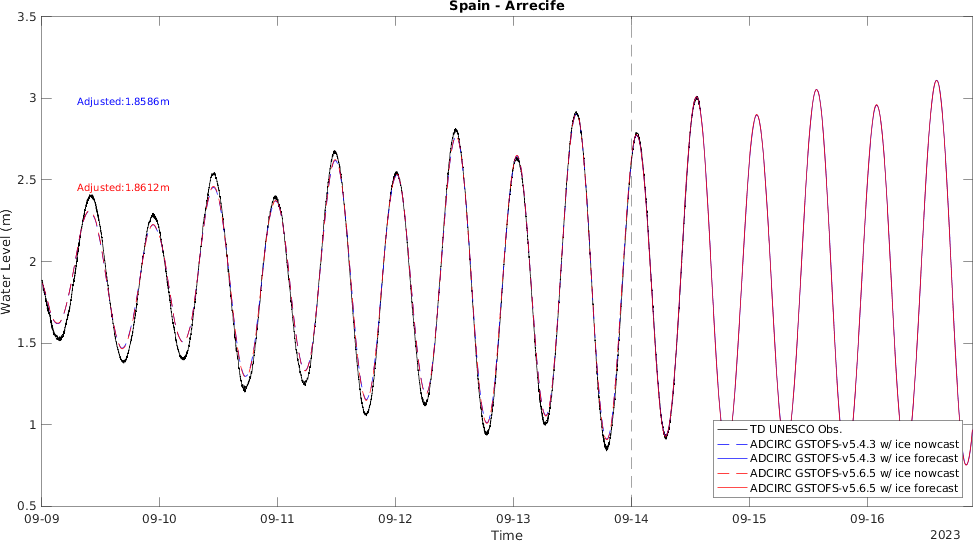 Spain - Arrecife
3.5
3
2.5
2
1.5
1
0.5
Water Level (m)
Adjusted:1.8586m
Adjusted:1.8612m
TD UNESCO Obs.
ADCIRC GSTOFS-v5.4.3 w/ ice nowcast
ADCIRC GSTOFS-v5.4.3 w/ ice forecast
ADCIRC GSTOFS-v5.6.5 w/ ice nowcast
ADCIRC GSTOFS-v5.6.5 w/ ice forecast
09-09 09-10 09-11 09-12 09-13 09-14 09-15 09-16
Time
2023